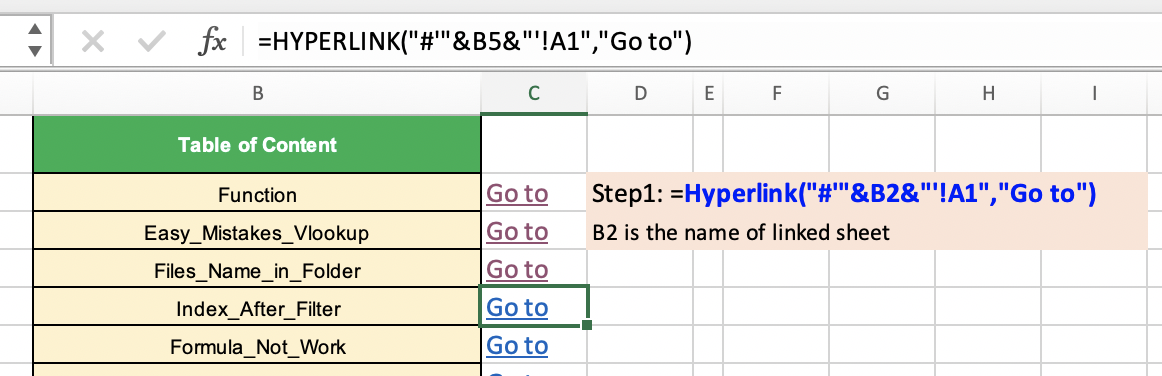 fx =HYPERLINK("#'"&B5&"'!A1","Go to")
B C D E F G H I
Table of Content
Function Go to Step1: =Hyperlink("#'"&B2&"'!A1","Go to")
Easy_Mistakes_Vlookup Go to B2 is the name of linked sheet
Files_Name_in_Folder Go to
Index_After_Filter Go to
Formula_Not_Work Go to